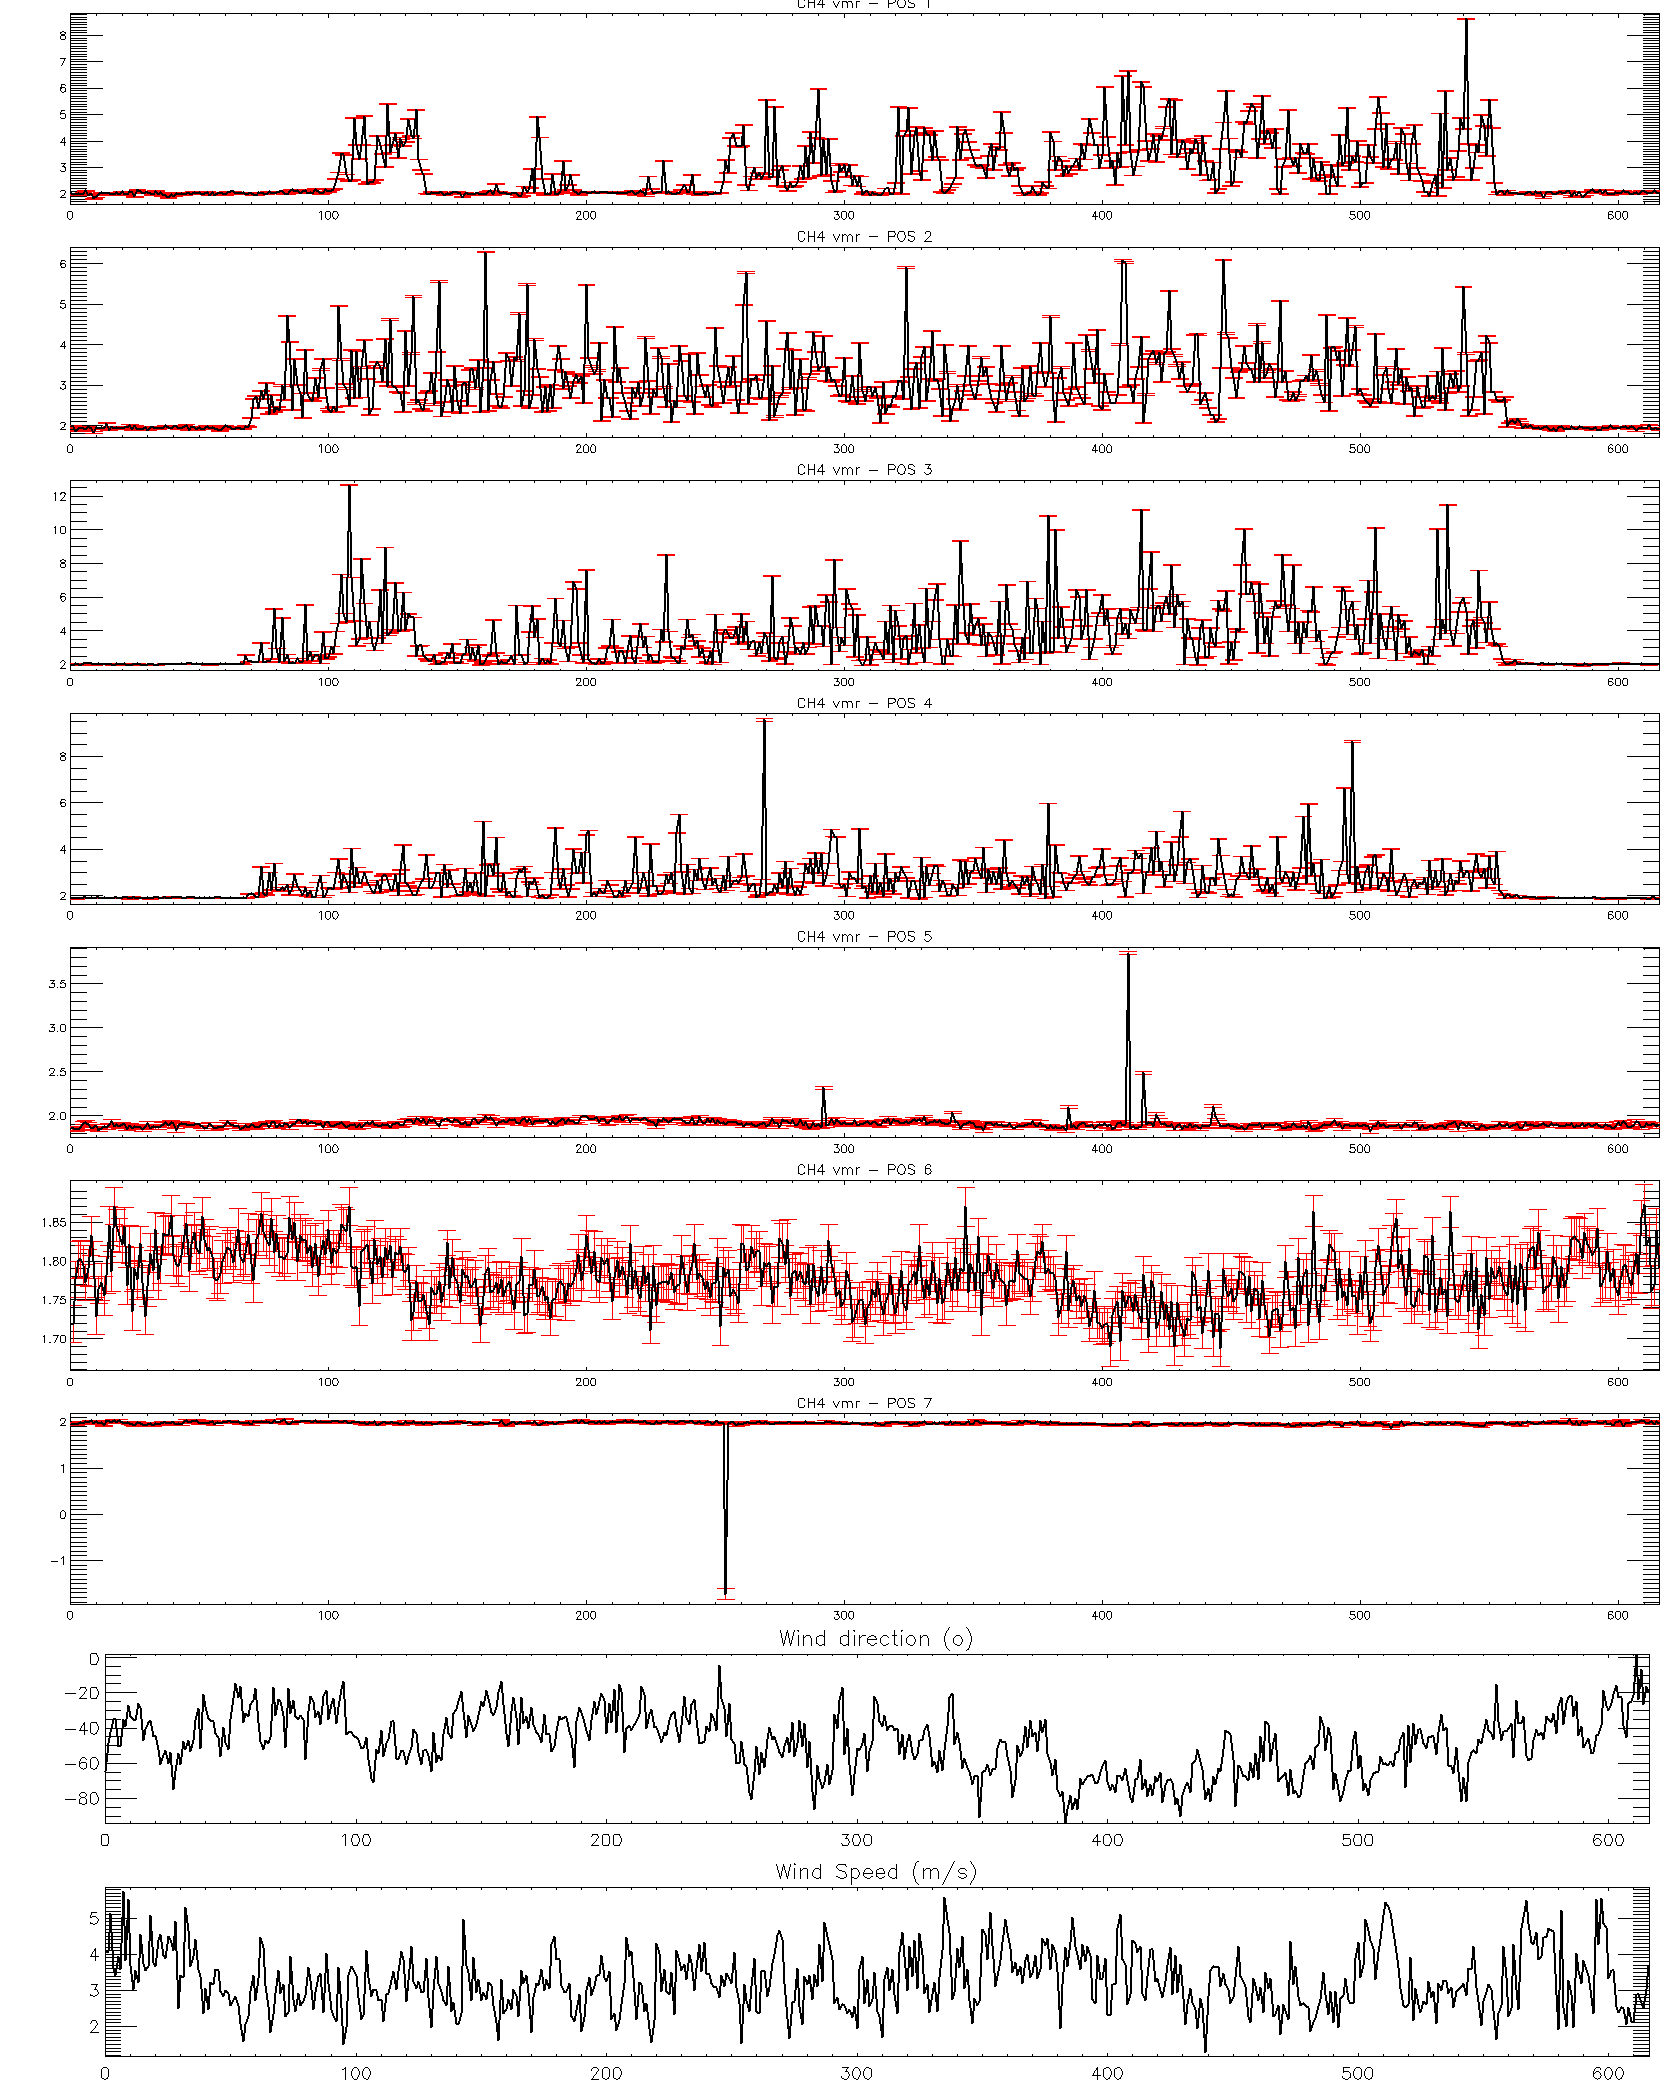 CH4 vmr – POS 1
8
7
6
5
4
3
2
0 100 200 300 400 500 600
CH4 vmr – POS 2
6
5
4
3
2
0 100 200 300 400 500 600
CH4 vmr – POS 3
12
10
8
6
4
2
0 100 200 300 400 500 600
CH4 vmr – POS 4
8
6
4
2
0 100 200 300 400 500 600
CH4 vmr – POS 5
3.5
3.0
2.5
2.0
0 100 200 300 400 500 600
CH4 vmr – POS 6
1.85
1.80
1.75
1.70
0 100 200 300 400 500 600
CH4 vmr – POS 7
2
1
0
−1
0 100 200 300 400 500 600
Wind direction (o)
0
−20
−40
−60
−80
0 100 200 300 400 500 600
Wind Speed (m/s)
5
4
3
2
0 100 200 300 400 500 600